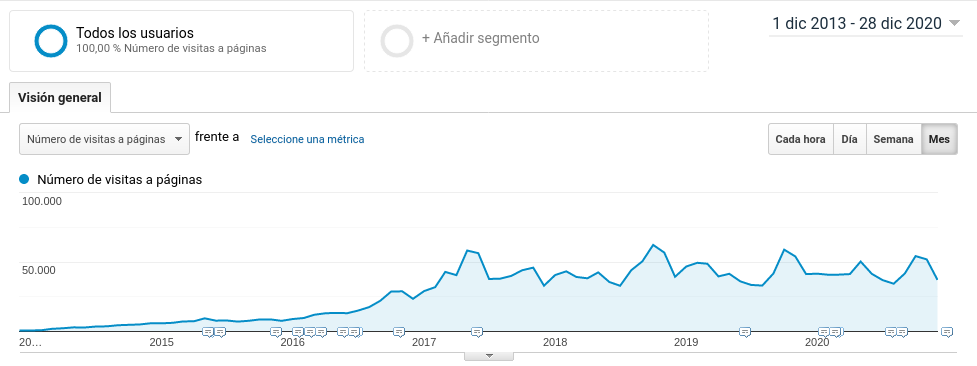 Todos los usuarios
100,00 % Número de visitas a páginas
+ Añadir segmento
1 dic 2013 - 28 dic 2020
Visión general
Número de visitas a páginas
frente a
Seleccione una métrica
Cada hora
Día
Semana
Mes
Número de visitas a páginas
100.000
50.000
20…
2015
2016
2017
2018
2019
2020